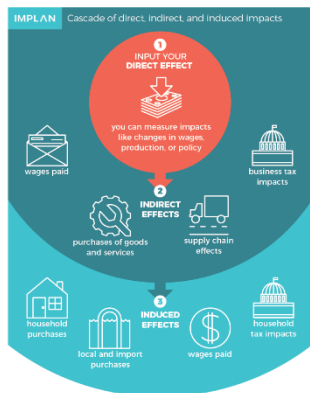 IMPLAN Cascade of direct, indirect, and induced impacts
1
INPUT YOUR
DIRECT EFFECT
you can measure impacts
like changes in wages,
production, or policy
wages paid
business tax
impacts
2
INDIRECT
EFFECTS
purchases of goods
and services
supply chain
effects
3
INDUCED
EFFECTS
household
purchases
local and import
purchases
wages paid
household
tax impacts